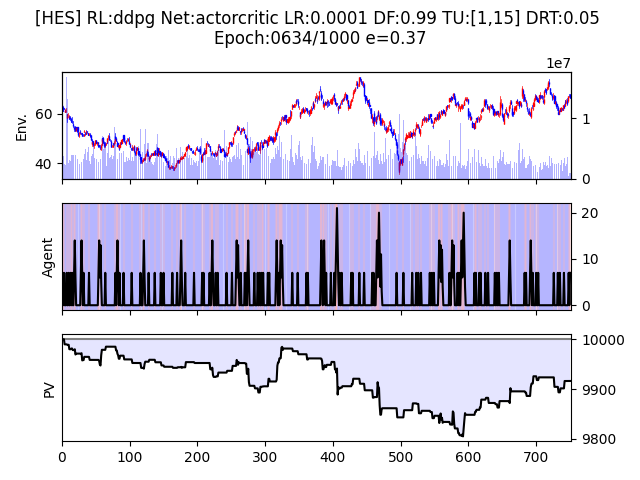 [HES] RL:ddpg Net:actorcritic LR:0.0001 DF:0.99 TU:[1,15] DRT:0.05
Epoch:0634/1000 e=0.37
1e7
Env.
60
40
1
0
Agent
20
10
0
PV
10000
9900
9800
0 100 200 300 400 500 600 700